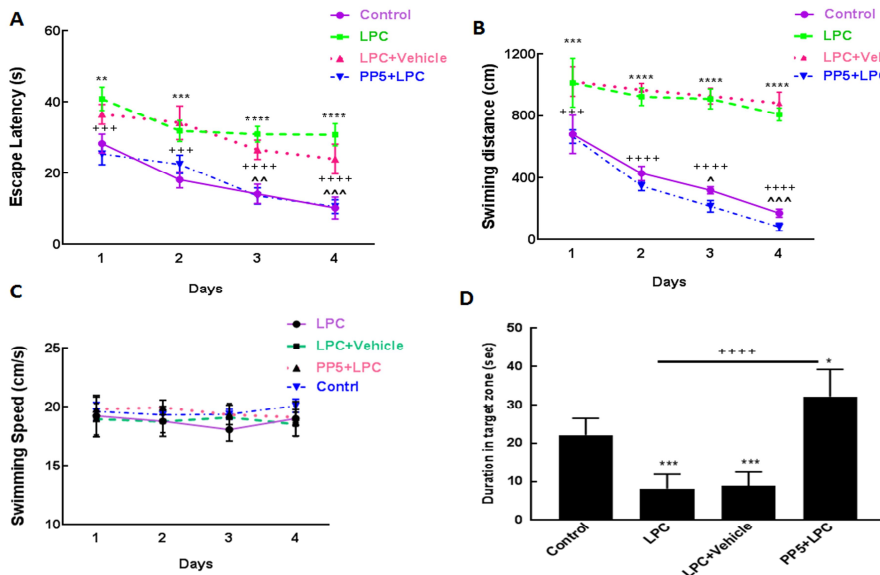 A
Control
LPC
LPC+Vehicle
PP5+LPC
Escape Latency (s)
60
40
20
0
**
***
****
****
+++
+++
++++
^^
++++
^^^
1 2 3 4
Days
B
Control
LPC
LPC+Ve
PP5+LPC
Swiming distance (cm)
1200
800
400
0
***
****
****
****
+++
++++
++++
^
++++
^^^
1 2 3 4
Days
C
LPC
LPC+Vehicle
PP5+LPC
Contrl
Swimming Speed (cm/s)
25
20
15
10
1 2 3 4
Days
D
Duration in target zone (sec)
50
40
30
20
10
0
++++
*
***
***
Control
LPC
LPC+Vehicle
PP5+LPC